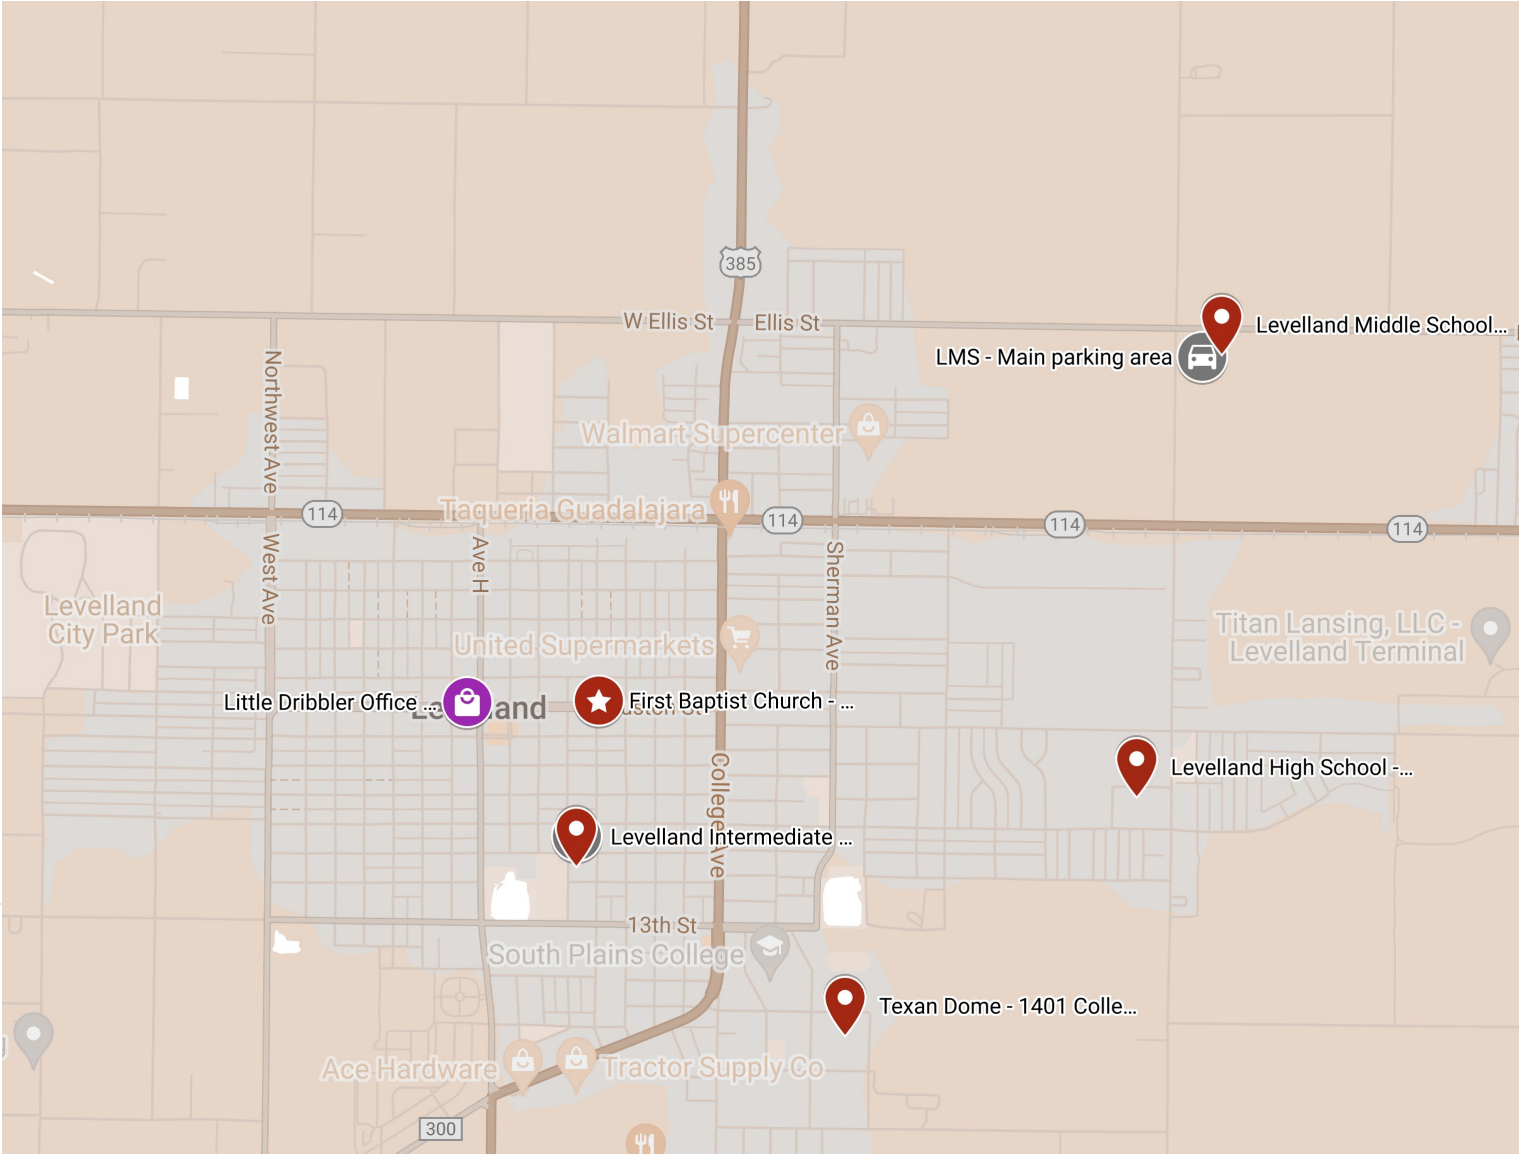 385
W Ellis St
Ellis St
Levelland Middle School...
LMS - Main parking area
Northwest Ave
Walmart Supercenter
Taqueria Guadalajara
114
114
114
114
West Ave
Ave H
Sherman Ave
Levelland
City Park
Titan Lansing, LLC -
Levelland Terminal
United Supermarkets
Little Dribbler Office ...
First Baptist Church - ...
College Ave
Levelland High School -...
Levelland Intermediate ...
13th St
South Plains College
Texan Dome - 1401 Colle...
Ace Hardware
Tractor Supply Co
300